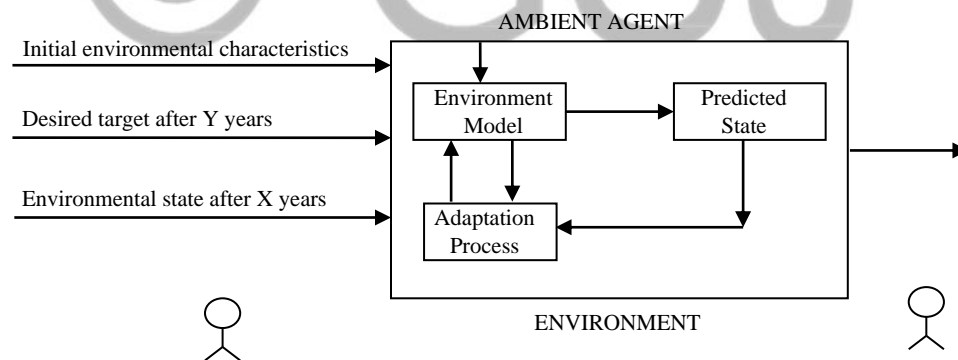 AMBIENT AGENT
Initial environmental characteristics
Environment
Model
Predicted
State
Desired target after Y years
Environmental state after X years
Adaptation
Process
ENVIRONMENT